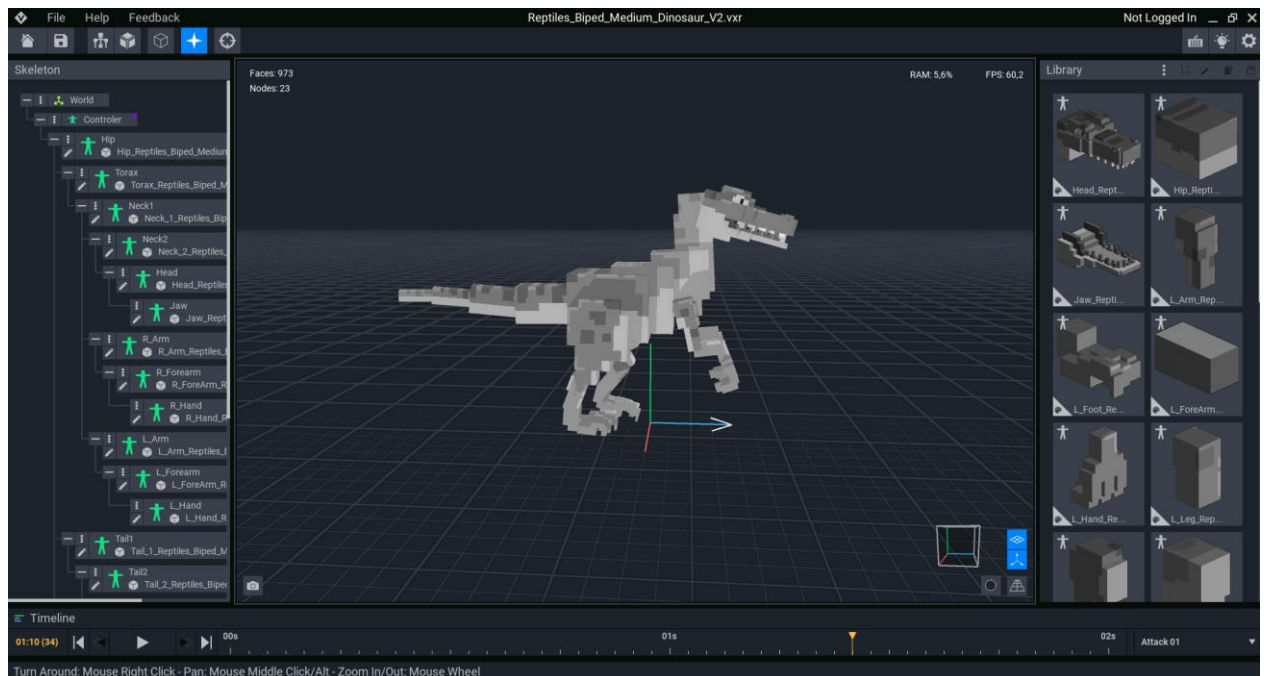 File Help Feedback Reptiles_Biped_Medium_Dinosaur_V2.vxr Not Logged In
Skeleton
World
Controler
Hip
Hip_Reptiles_Biped_Medium
Torax
Torax_Reptiles_Biped_M
Neck1
Neck_1_Reptiles_Bip
Neck2
Neck_2_Reptiles_
Head
Head_Reptiles
Jaw
Jaw_Rept
R_Arm
R_Arm_Reptiles_
R_Forearm
R_ForeArm_R
R_Hand
R_Hand_R
L_Arm
L_Arm_Reptiles_
L_Forearm
L_ForeArm_R
L_Hand
L_Hand_R
Tail1
Tail_1_Reptiles_Biped_M
Tail2
Tail_2_Reptiles_Biped
Faces: 973
Nodes: 23
RAM: 5,6% FPS: 60,2
Library
Head_Rept...
Hip_Repti...
Jaw_Repti...
L_Arm_Rep...
L_Foot_Re...
L_ForeArm...
L_Hand_Re...
L_Leg_Rep...
Timeline
01:10 (34) 00s 01s 02s Attack 01
Turn Around: Mouse Right Click - Pan: Mouse Middle Click/Alt - Zoom In/Out: Mouse Wheel